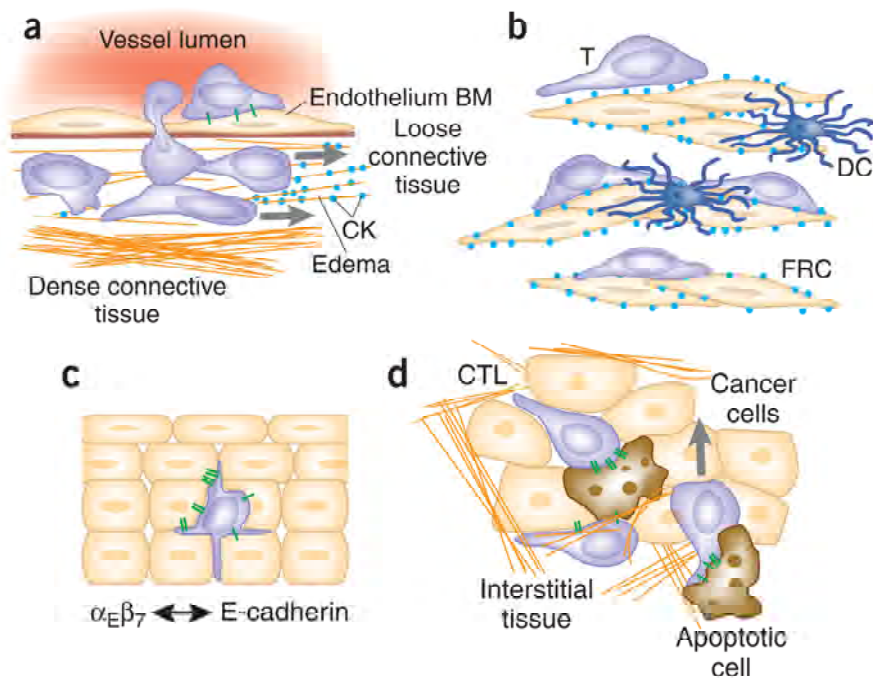 a
Vessel lumen
Endothelium BM
Loose
connective
tissue
CK
Edema
Dense connective
tissue
b
T
DC
FRC
c
αEβ7 ↔ E-cadherin
d
CTL
Cancer
cells
Interstitial
tissue
Apoptotic
cell